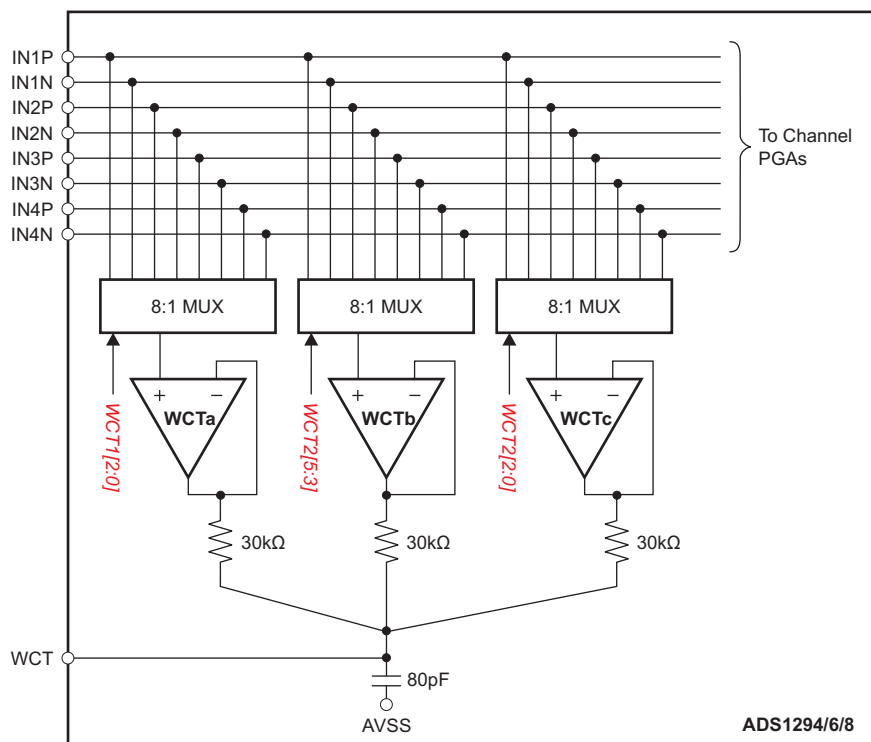 IN1P
IN1N
IN2P
IN2N
IN3P
IN3N
IN4P
IN4N
To Channel
PGAs
8:1 MUX
8:1 MUX
8:1 MUX
WCT1[2:0]
+ −
WCTa
WCT2[5:3]
+ −
WCTb
WCT2[2:0]
+ −
WCTc
30kΩ
30kΩ
30kΩ
WCT
80pF
AVSS
ADS1294/6/8